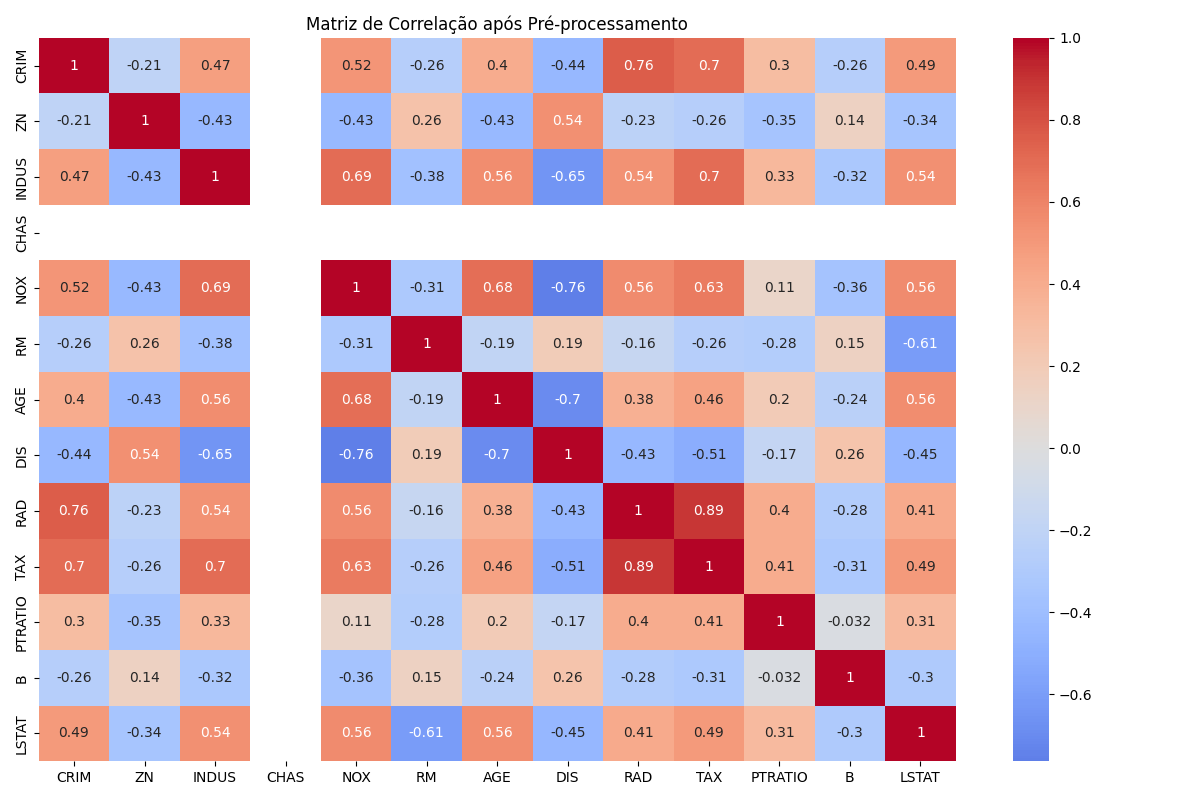 Matriz de Correlação após Pré-processamento
CRIM 1 -0.21 0.47 0.52 -0.26 0.4 -0.44 0.76 0.7 0.3 -0.26 0.49
ZN -0.21 1 -0.43 -0.43 0.26 -0.43 0.54 -0.23 -0.26 -0.35 0.14 -0.34
INDUS 0.47 -0.43 1 0.69 -0.38 0.56 -0.65 0.54 0.7 0.33 -0.32 0.54
CHAS
NOX 0.52 -0.43 0.69 1 -0.31 0.68 -0.76 0.56 0.63 0.11 -0.36 0.56
RM -0.26 0.26 -0.38 -0.31 1 -0.19 0.19 -0.16 -0.26 -0.28 0.15 -0.61
AGE 0.4 -0.43 0.56 0.68 -0.19 1 -0.7 0.38 0.46 0.2 -0.24 0.56
DIS -0.44 0.54 -0.65 -0.76 0.19 -0.7 1 -0.43 -0.51 -0.17 0.26 -0.45
RAD 0.76 -0.23 0.54 0.56 -0.16 0.38 -0.43 1 0.89 0.4 -0.28 0.41
TAX 0.7 -0.26 0.7 0.63 -0.26 0.46 -0.51 0.89 1 0.41 -0.31 0.49
PTRATIO 0.3 -0.35 0.33 0.11 -0.28 0.2 -0.17 0.4 0.41 1 -0.032 0.31
B -0.26 0.14 -0.32 -0.36 0.15 -0.24 0.26 -0.28 -0.31 -0.032 1 -0.3
LSTAT 0.49 -0.34 0.54 0.56 -0.61 0.56 -0.45 0.41 0.49 0.31 -0.3 1
CRIM ZN INDUS CHAS NOX RM AGE DIS RAD TAX PTRATIO B LSTAT
1.0
0.8
0.6
0.4
0.2
0.0
−0.2
−0.4
−0.6